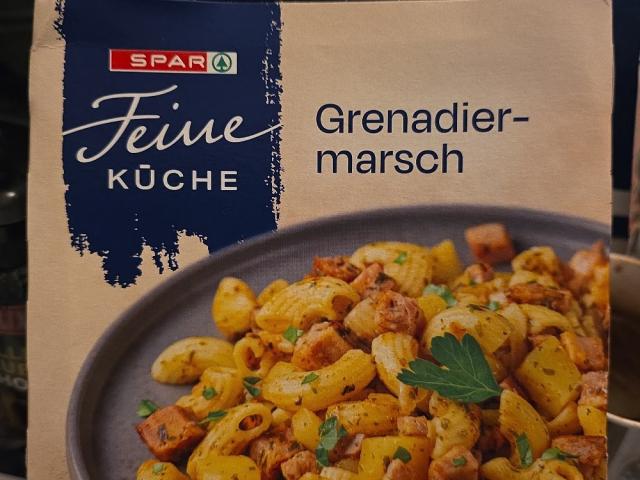 SPAR
Feine
KÜCHE
Grenadier-
marsch